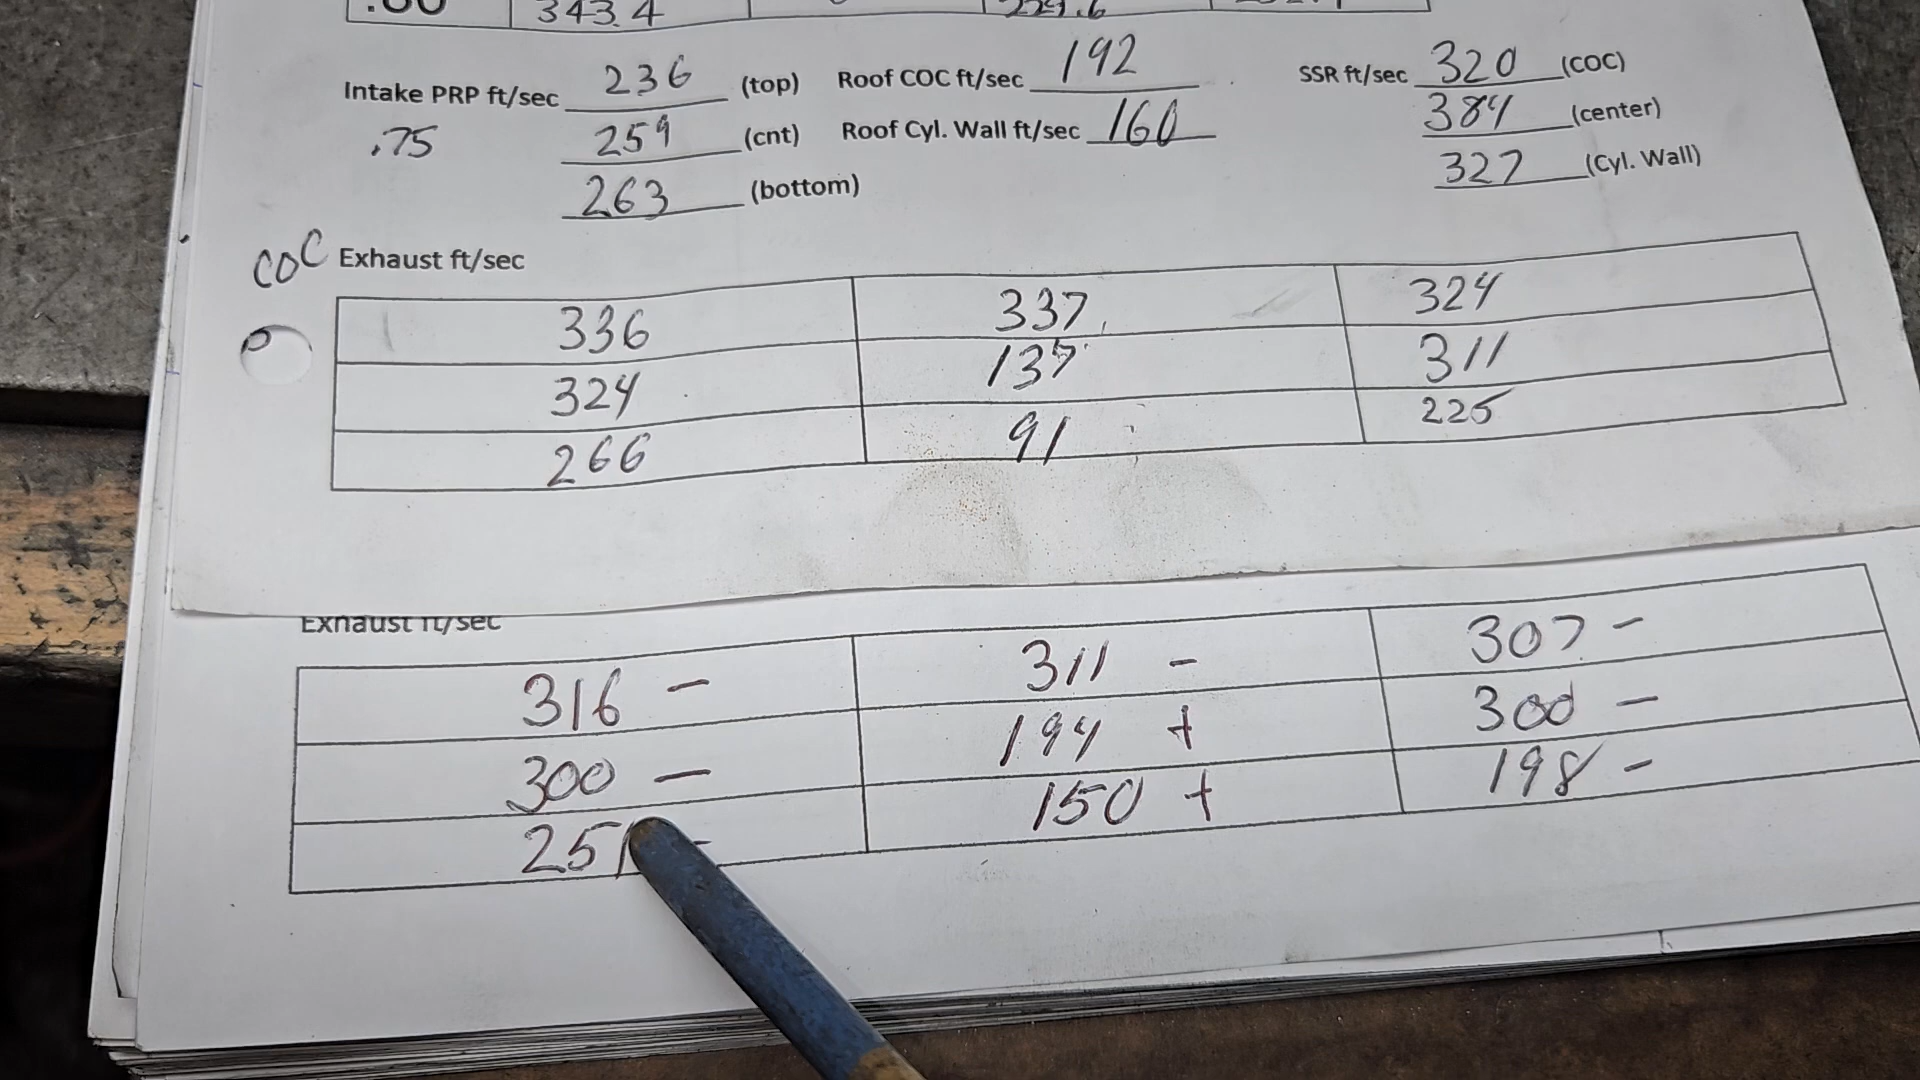 343.4
Intake PRP ft/sec 236 (top) Roof COC ft/sec 192 SSR ft/sec 320 (COC)
.75 259 (cnt) Roof Cyl. Wall ft/sec 160 384 (center)
263 (bottom) 327 (Cyl. Wall)
COC Exhaust ft/sec
336 337 324
324 137 311
266 91 225
Exhaust ft/sec
316 - 311 - 307 -
300 - 194 + 300 -
251 - 150 + 198 -